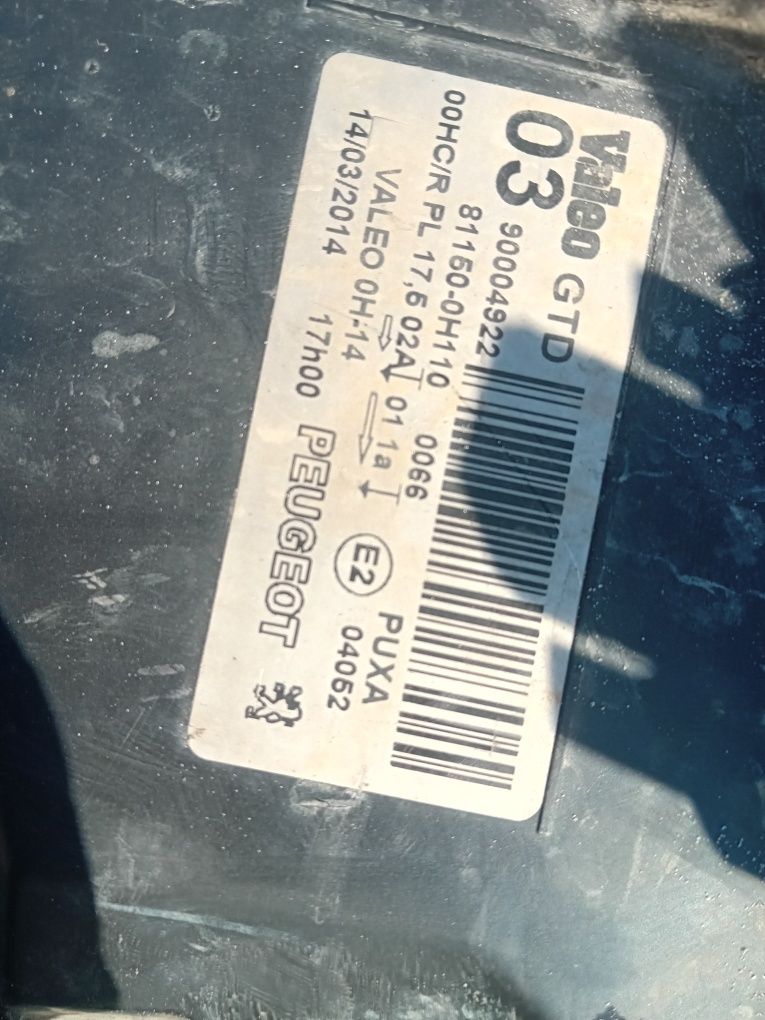 Valeo GTD
03 90004922
81150-0H110 0066 PUXA
00HC/R PL 17,5 02A 01 1a E2 04062
VALEO 0H-14
14/03/2014 17h00 PEUGEOT